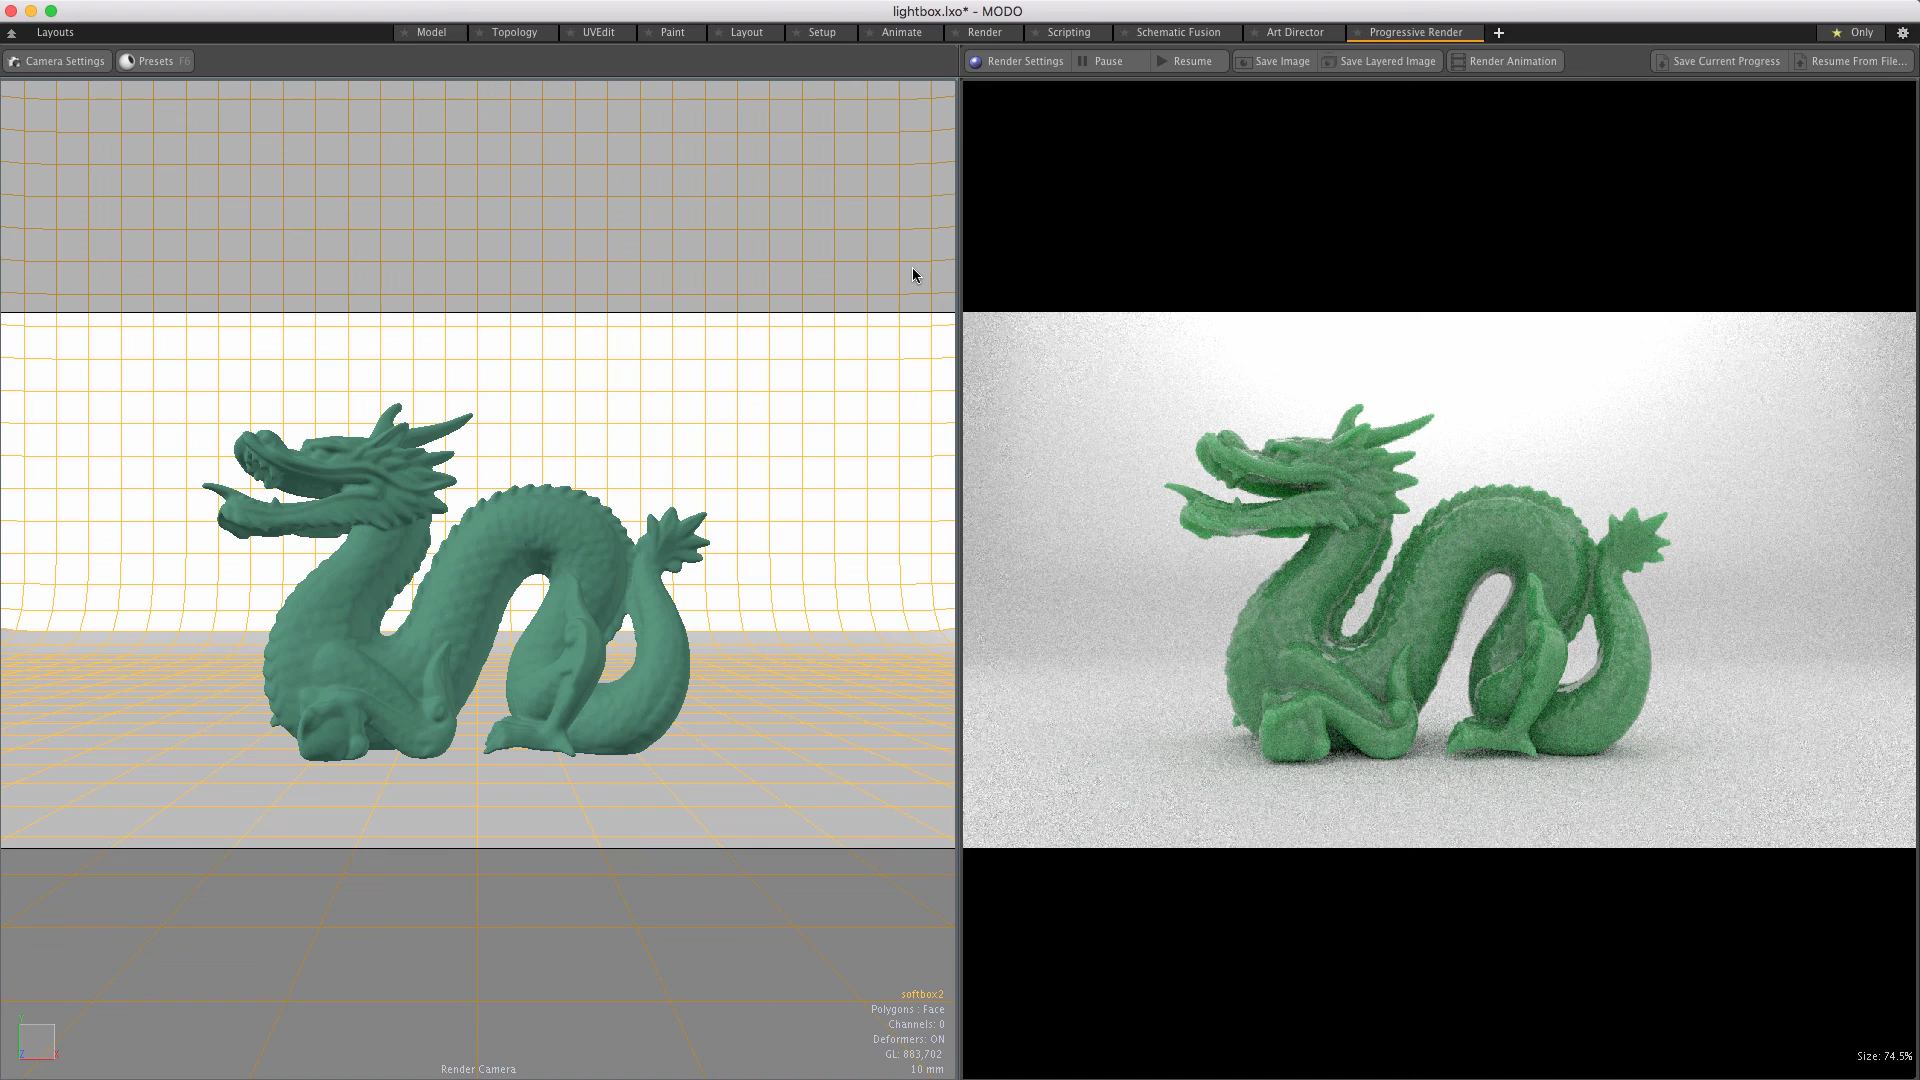 lightbox.lxo* - MODO
Layouts Model Topology UVEdit Paint Layout Setup Animate Render Scripting Schematic Fusion Art Director Progressive Render + Only
Camera Settings Presets F6 Render Settings Pause Resume Save Image Save Layered Image Render Animation Save Current Progress Resume From File...
softbox2
Polygons : Face
Channels: 0
Deformers: ON
GL: 883,702
Render Camera 10 mm
Y
Z X
Size: 74.5%